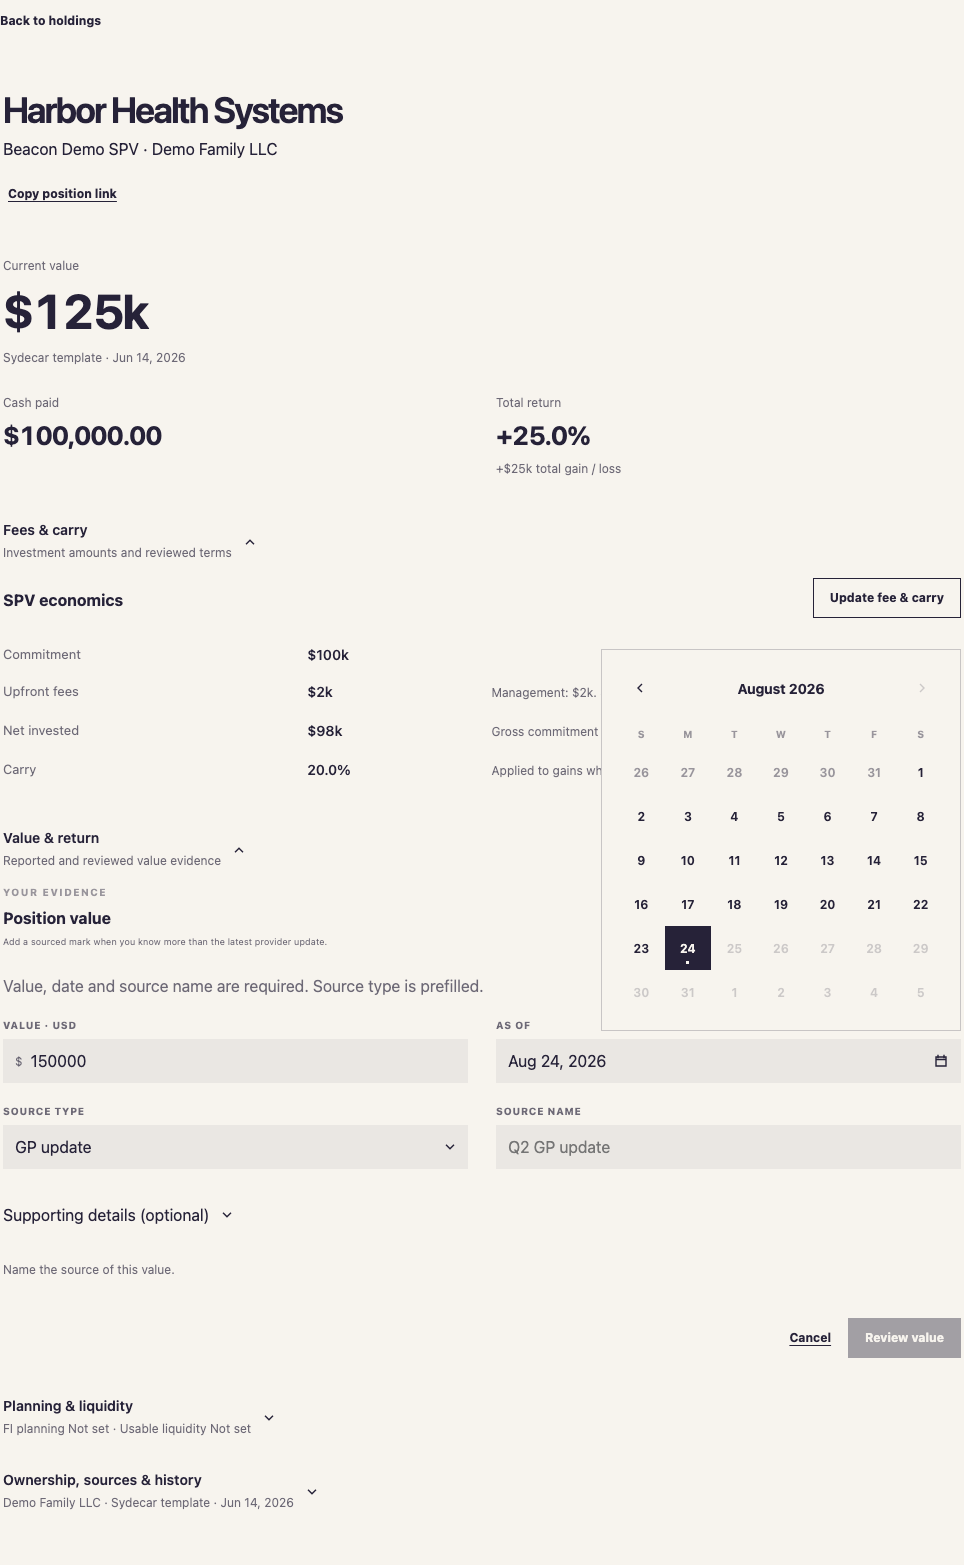 Back to holdings
Harbor Health Systems
Beacon Demo SPV · Demo Family LLC
Copy position link
Current value
$125k
Sydecar template · Jun 14, 2026
Cash paid
$100,000.00
Total return
+25.0%
+$25k total gain / loss
Fees & carry
Investment amounts and reviewed terms
SPV economics
Update fee & carry
Commitment $100k
Upfront fees $2k Management: $2k.
Net invested $98k Gross commitment
Carry 20.0% Applied to gains wh
August 2026
S M T W T F S
26 27 28 29 30 31 1
2 3 4 5 6 7 8
9 10 11 12 13 14 15
16 17 18 19 20 21 22
23 24 25 26 27 28 29
30 31 1 2 3 4 5
Value & return
Reported and reviewed value evidence
YOUR EVIDENCE
Position value
Add a sourced mark when you know more than the latest provider update.
Value, date and source name are required. Source type is prefilled.
VALUE · USD
$ 150000
AS OF
Aug 24, 2026
SOURCE TYPE
GP update
SOURCE NAME
Q2 GP update
Supporting details (optional)
Name the source of this value.
Cancel
Review value
Planning & liquidity
FI planning Not set · Usable liquidity Not set
Ownership, sources & history
Demo Family LLC · Sydecar template · Jun 14, 2026